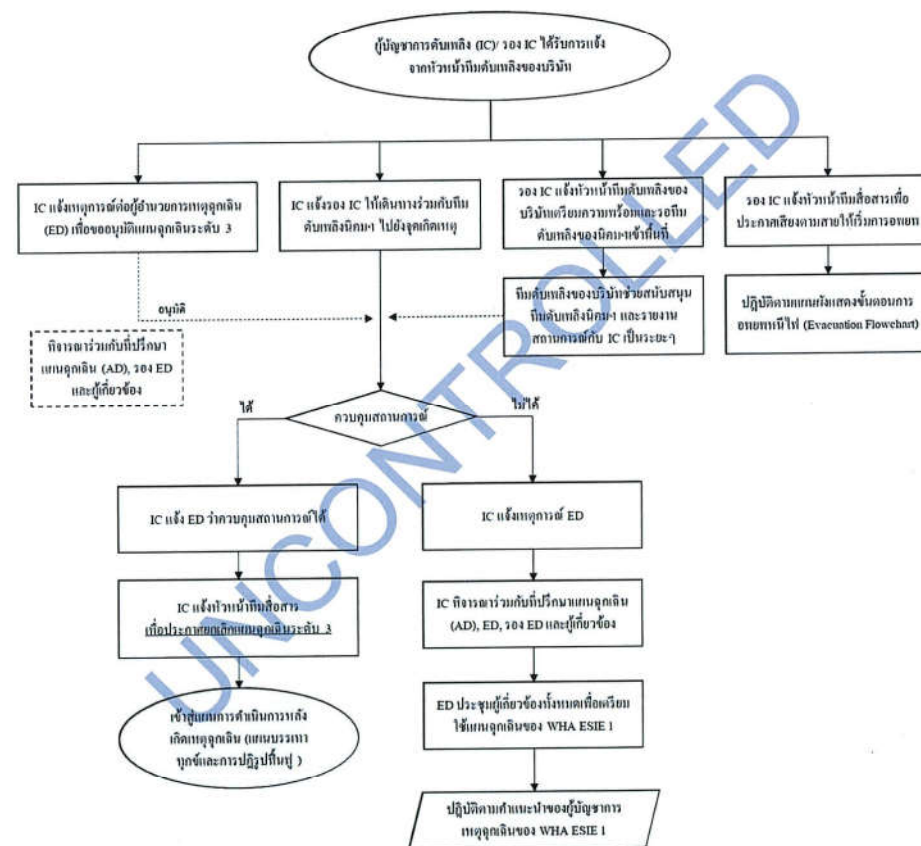 ผู้บัญชาการดับเพลิง (IC)/ รอง IC ได้รับการแจ้ง
จากหัวหน้าทีมดับเพลิงของบริษัท
IC แจ้งเหตุการณ์ต่อผู้อำนวยการเหตุฉุกเฉิน
(ED) เพื่อขออนุมัติแผนฉุกเฉินระดับ 3
IC แจ้งรอง IC ให้เดินทางร่วมกับทีม
ดับเพลิงนิคมฯ ไปยังจุดเกิดเหตุ
รอง IC แจ้งหัวหน้าทีมดับเพลิงของ
บริษัทเตรียมความพร้อมและรอทีม
ดับเพลิงของนิคมฯเข้าพื้นที่
รอง IC แจ้งหัวหน้าทีมสื่อสารเพื่อ
ประกาศเสียงตามสายให้เริ่มการอพยพ
อนุมัติ
ทีมดับเพลิงของบริษัทช่วยสนับสนุน
ทีมดับเพลิงนิคมฯ และรายงาน
สถานการณ์กับ IC เป็นระยะๆ
ปฏิบัติตามแผนผังแสดงขั้นตอนการ
อพยพหนีไฟ (Evacuation Flowchart)
พิจารณาร่วมกับที่ปรึกษา
แผนฉุกเฉิน (AD), รอง ED
และผู้เกี่ยวข้อง
ได้
ควบคุมสถานการณ์
ไม่ได้
IC แจ้ง ED ว่าควบคุมสถานการณ์ได้
IC แจ้งเหตุการณ์ ED
IC แจ้งหัวหน้าทีมสื่อสาร
เพื่อประกาศยกเลิกแผนฉุกเฉินระดับ 3
IC พิจารณาร่วมกับที่ปรึกษาแผนฉุกเฉิน
(AD), ED, รอง ED และผู้เกี่ยวข้อง
เข้าสู่แผนการดำเนินการหลัง
เกิดเหตุฉุกเฉิน (แผนบรรเทา
ทุกข์และการปฏิรูปฟื้นฟู )
ED ประชุมผู้เกี่ยวข้องทั้งหมดเพื่อเตรียม
ใช้แผนฉุกเฉินของ WHA ESIE 1
ปฏิบัติตามคำแนะนำของผู้บัญชาการ
เหตุฉุกเฉินของ WHA ESIE 1
UNCONTROLLED